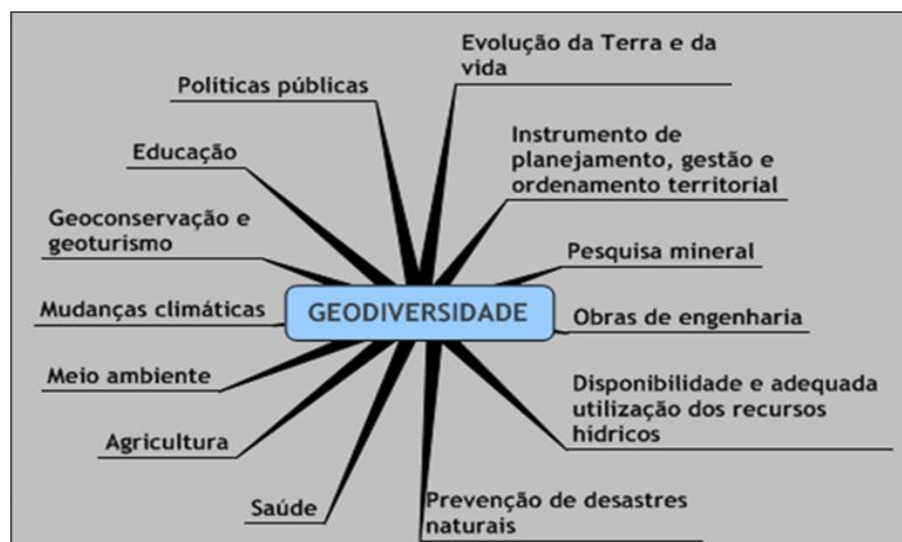 Evolução da Terra e da
vida
Políticas públicas
Instrumento de
planejamento, gestão e
ordenamento territorial
Educação
Geoconservação e
geoturismo
Pesquisa mineral
Mudanças climáticas
GEODIVERSIDADE
Obras de engenharia
Meio ambiente
Disponibilidade e adequada
utilização dos recursos
hídricos
Agricultura
Saúde
Prevenção de desastres
naturais